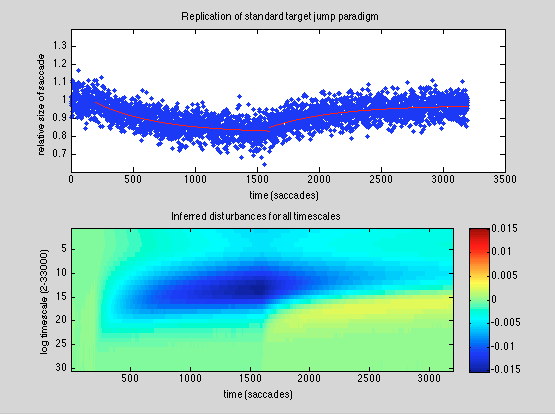 Replication of standard target jump paradigm
1.3
1.2
1.1
1
0.9
0.8
0.7
relative size of saccade
0 500 1000 1500 2000 2500 3000 3500
time (saccades)
Inferred disturbances for all timescales
5
10
15
20
25
30
log timescale (2-33000)
500 1000 1500 2000 2500 3000
time (saccades)
0.015
0.01
0.005
0
-0.005
-0.01
-0.015